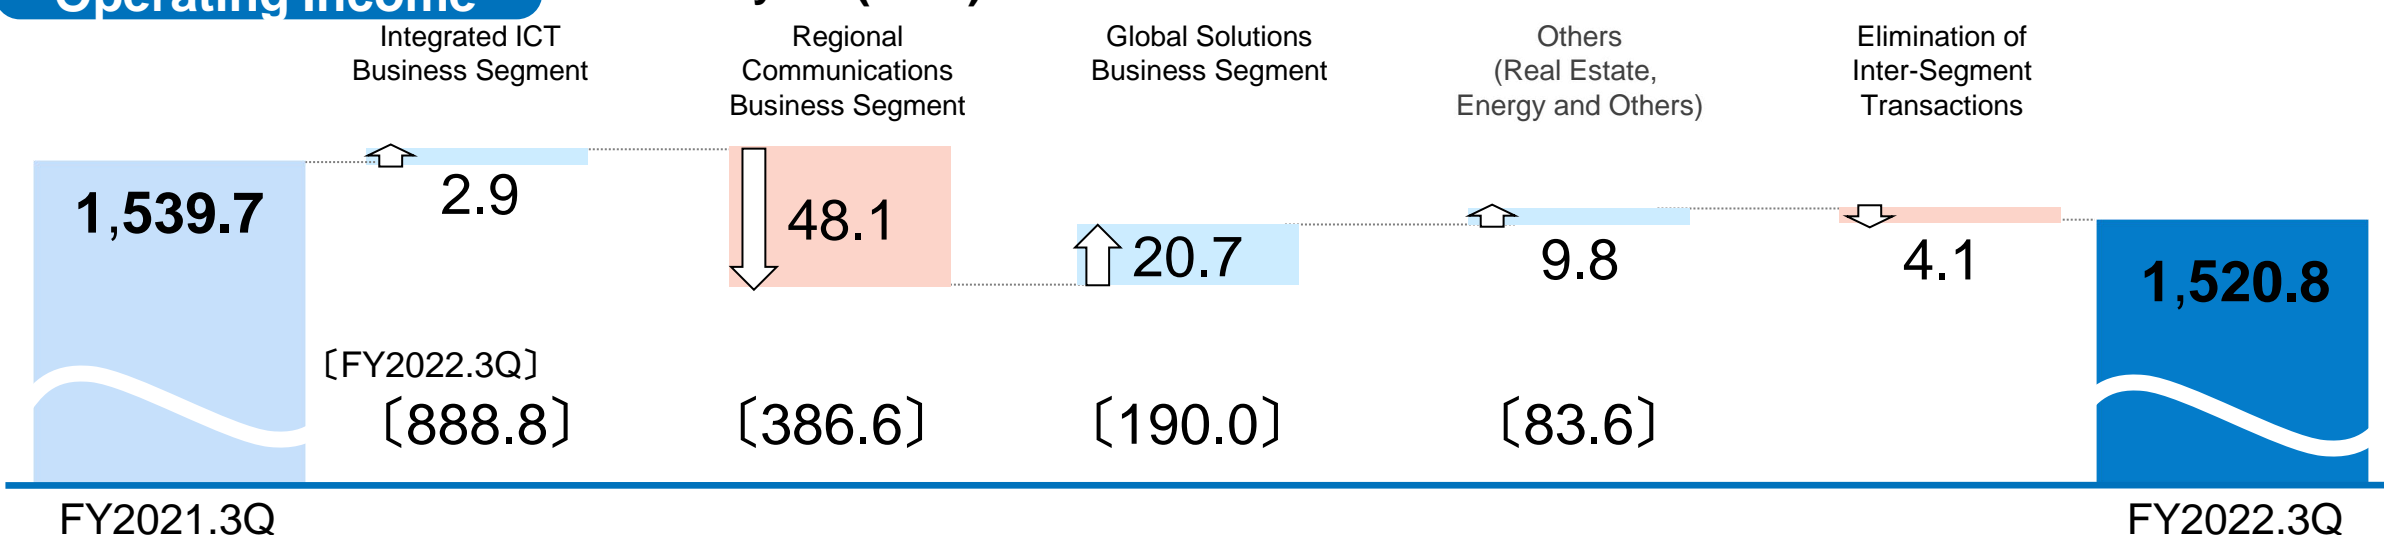 Operating Income
Integrated ICT
Business Segment
Regional
Communications
Business Segment
Global Solutions
Business Segment
Others
(Real Estate,
Energy and Others)
Elimination of
Inter-Segment
Transactions
1,539.7
2.9
48.1
20.7
9.8
4.1
1,520.8
〔FY2022.3Q〕
〔888.8〕
〔386.6〕
〔190.0〕
〔83.6〕
FY2021.3Q
FY2022.3Q